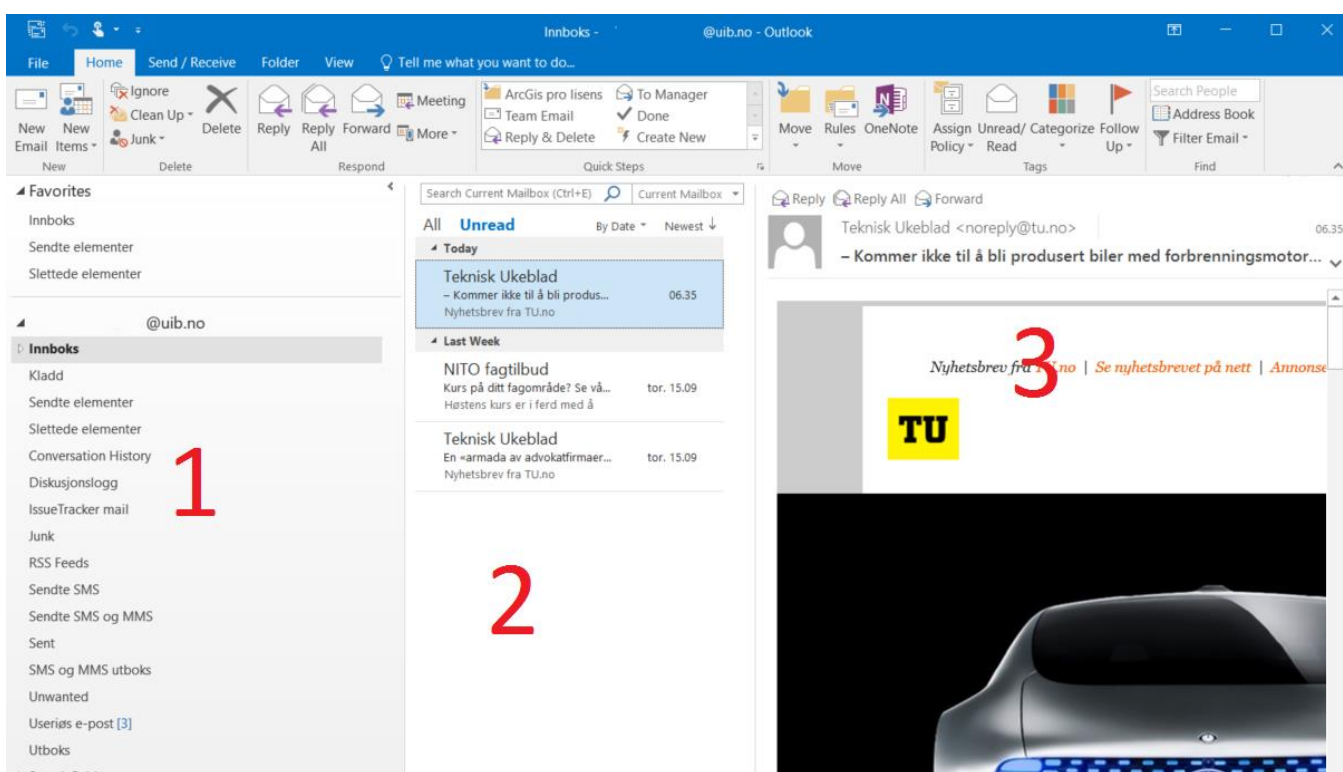 Innboks - @uib.no - Outlook
File Home Send / Receive Folder View Tell me what you want to do...
New Email
New Items
Ignore
Clean Up
Junk
Delete
Reply
Reply All
Forward
Meeting
More
ArcGis pro lisens
Team Email
Reply & Delete
To Manager
Done
Create New
Move
Rules
OneNote
Assign Policy
Unread/ Read
Categorize
Follow Up
Search People
Address Book
Filter Email
New Delete Respond Quick Steps Move Tags Find
Favorites
Innboks
Sendte elementer
Slettede elementer
@uib.no
Innboks
Kladd
Sendte elementer
Slettede elementer
Conversation History
Diskusjonslogg
IssueTracker mail
Junk
RSS Feeds
Sendte SMS
Sendte SMS og MMS
Sent
SMS og MMS utboks
Unwanted
Useriøs e-post [3]
Utboks
1
Search Current Mailbox (Ctrl+E) Current Mailbox
All Unread By Date Newest
Today
Teknisk Ukeblad
– Kommer ikke til å bli produs... 06.35
Nyhetsbrev fra TU.no
Last Week
NITO fagtilbud
Kurs på ditt fagområde? Se vå... tor. 15.09
Høstens kurs er i ferd med å
Teknisk Ukeblad
En «armada av advokatfirmaer... tor. 15.09
Nyhetsbrev fra TU.no
2
Reply Reply All Forward
Teknisk Ukeblad <noreply@tu.no> 06.35
– Kommer ikke til å bli produsert biler med forbrenningsmotor...
3
Nyhetsbrev fra TU.no | Se nyhetsbrevet på nett | Annonse
TU